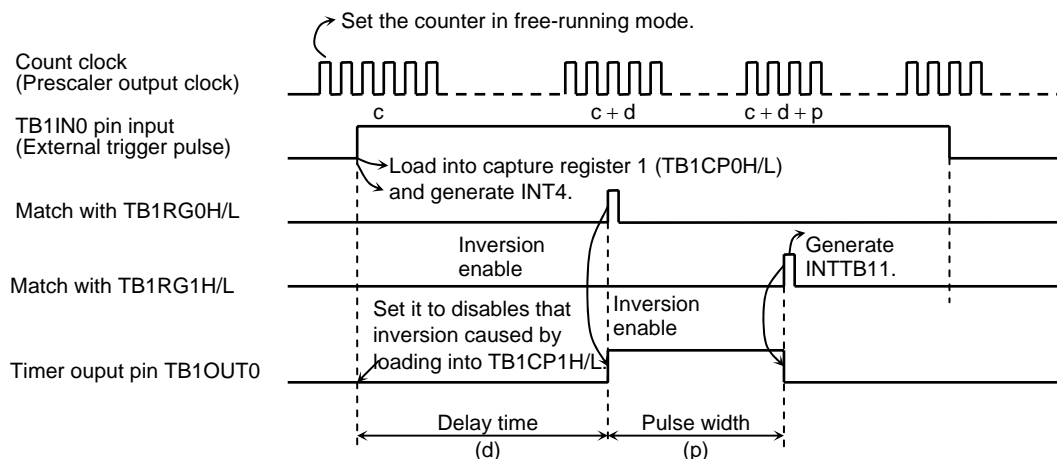 Set the counter in free-running mode.
Count clock
(Prescaler output clock)
c
c + d
c + d + p
TB1IN0 pin input
(External trigger pulse)
Load into capture register 1 (TB1CP0H/L)
and generate INT4.
Match with TB1RG0H/L
Inversion
enable
Generate
INTTB11.
Match with TB1RG1H/L
Set it to disables that
inversion caused by
loading into TB1CP1H/L.
Inversion
enable
Timer ouput pin TB1OUT0
Delay time
(d)
Pulse width
(p)